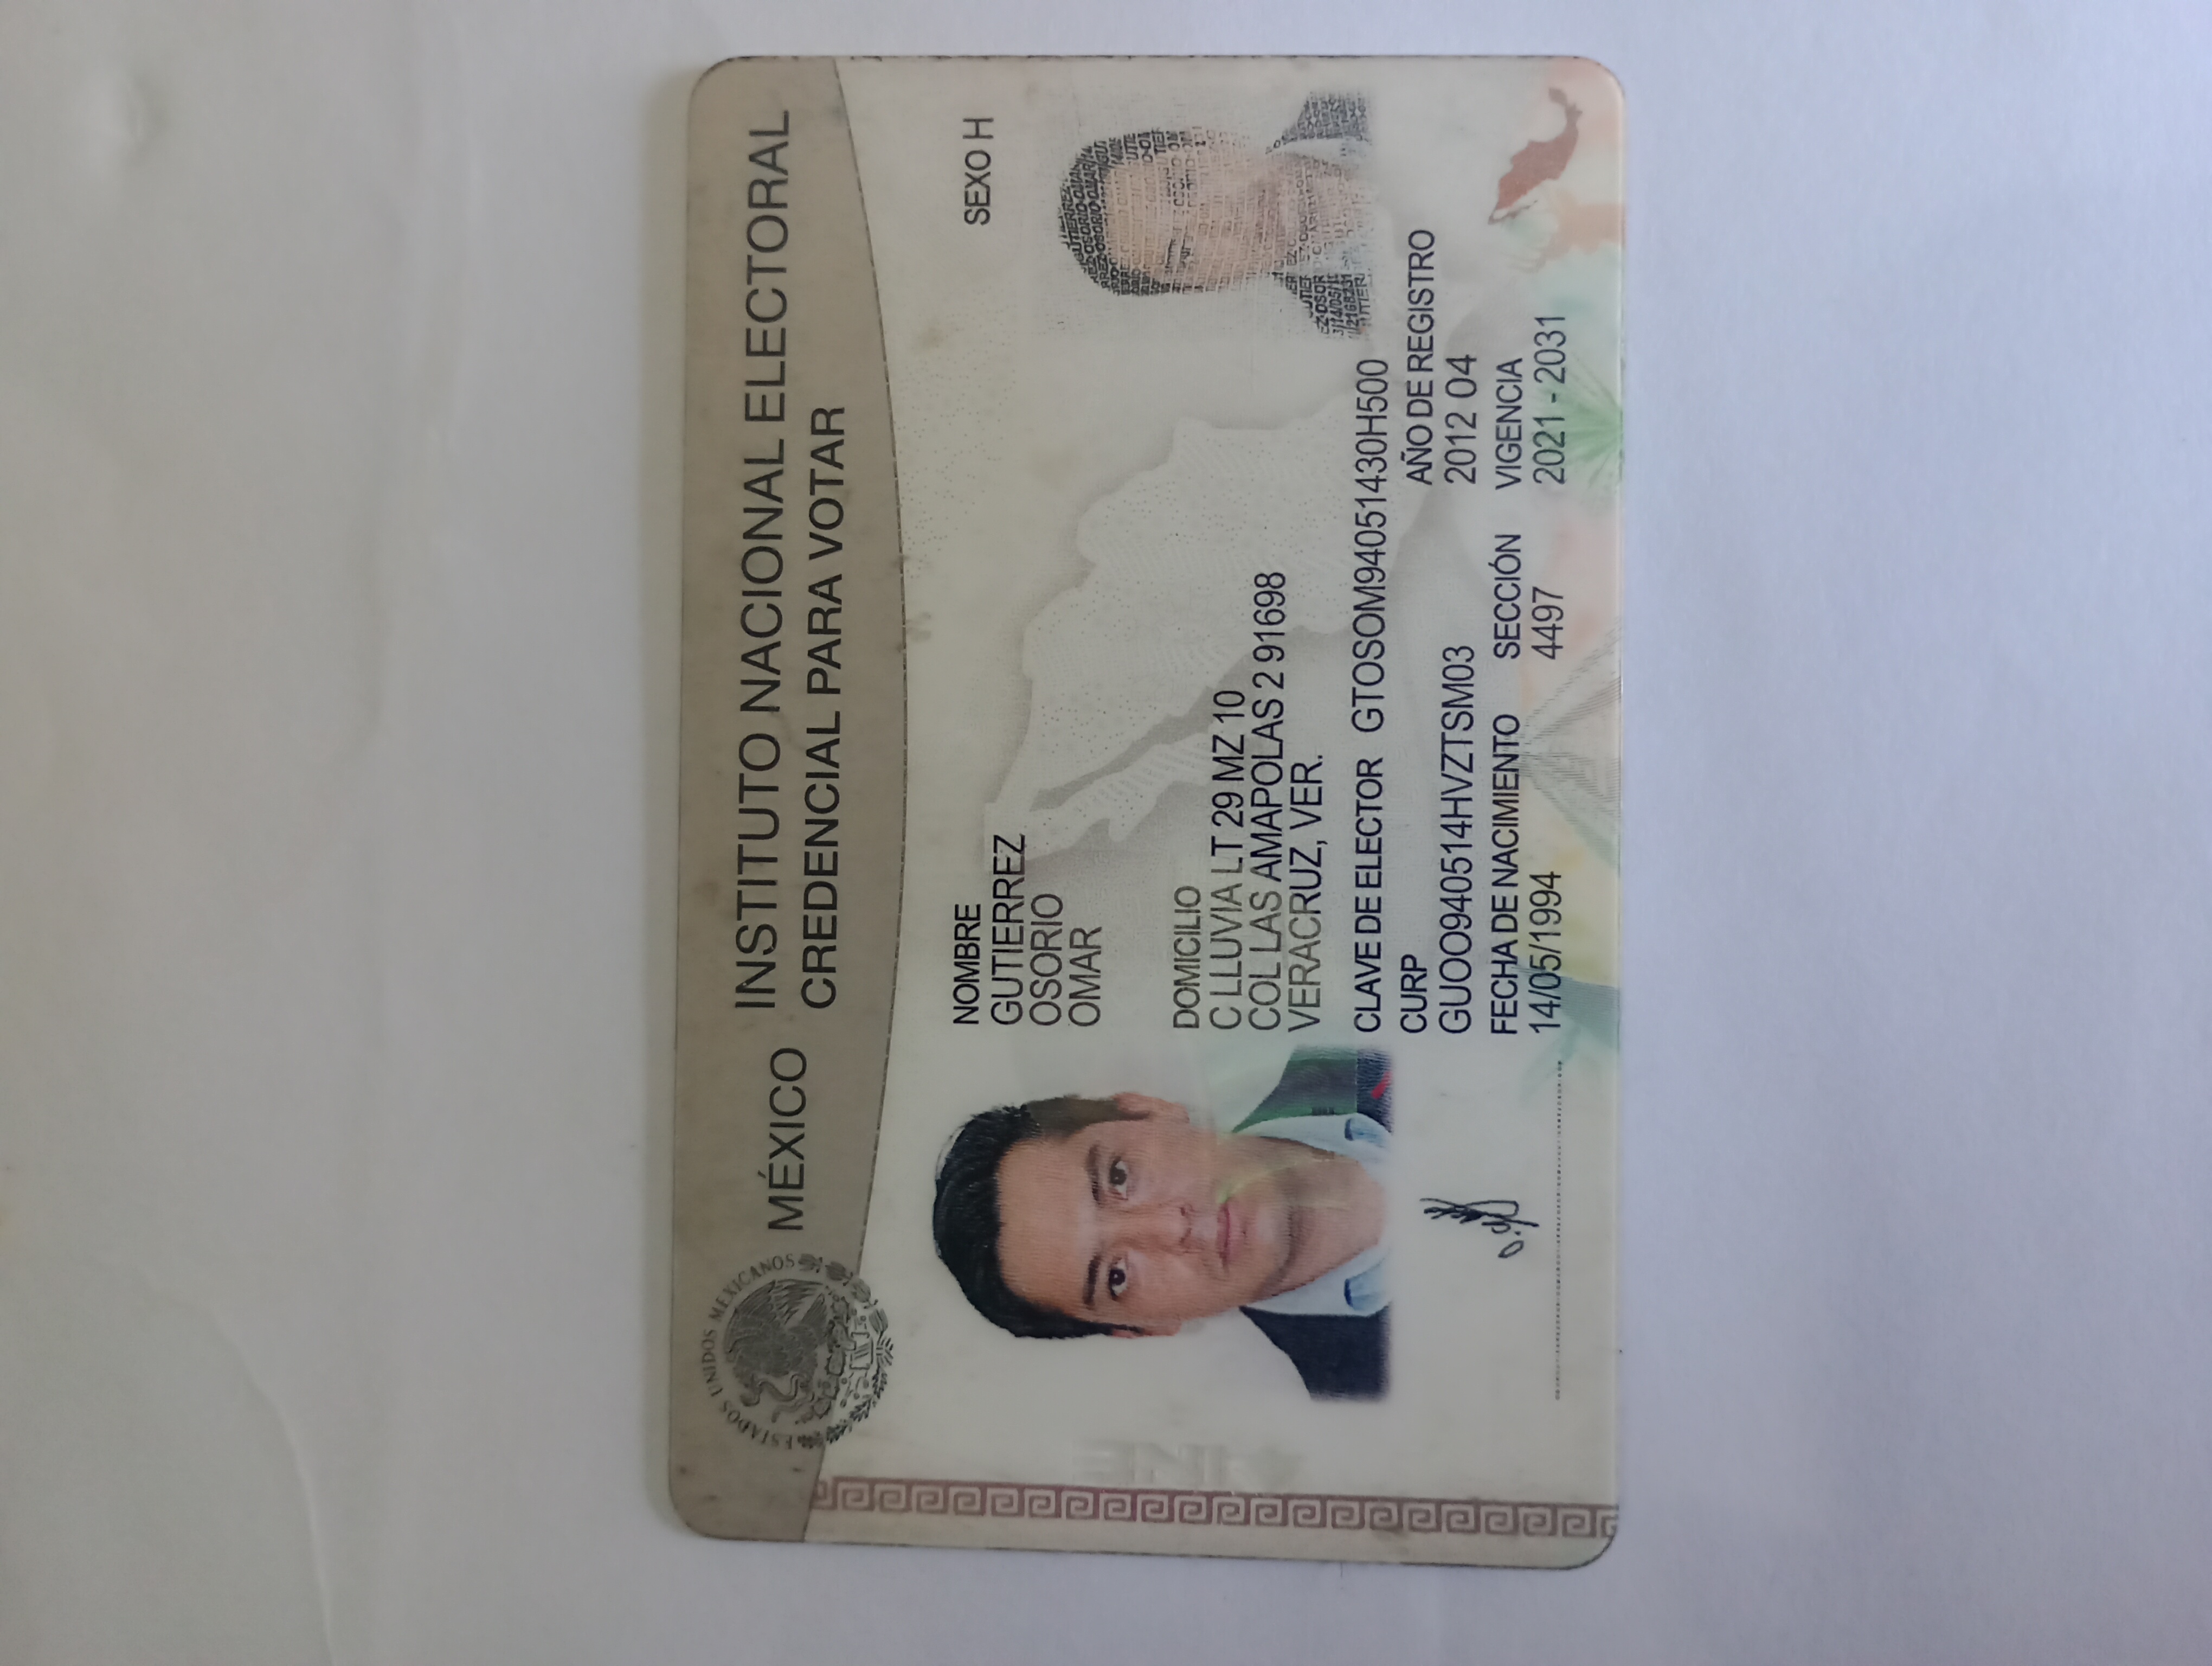 MÉXICO INSTITUTO NACIONAL ELECTORAL
CREDENCIAL PARA VOTAR
ESTADOS UNIDOS MEXICANOS
NOMBRE
GUTIERREZ
OSORIO
OMAR
SEXO H
DOMICILIO
C LLUVIA LT 29 MZ 10
COL LAS AMAPOLAS 2 91698
VERACRUZ, VER.
CLAVE DE ELECTOR GTOSOM94051430H500
CURP
GUOO940514HVZTSM03
AÑO DE REGISTRO
2012 04
FECHA DE NACIMIENTO
14/05/1994
SECCIÓN
4497
VIGENCIA
2021 - 2031
INE